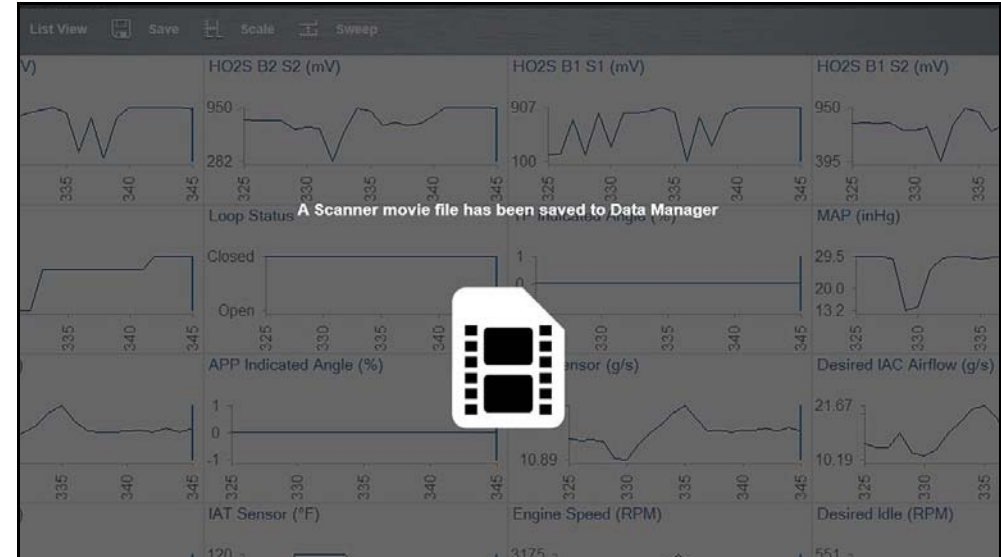 List View Save Scale Sweep
V) HO2S B2 S2 (mV) HO2S B1 S1 (mV) HO2S B1 S2 (mV)
950 907 950
282 100 395
335 340 345 325 330 335 340 345 325 330 335 340 345 325 330 335
A Scanner movie file has been saved to Data Manager
Loop Status TP Indicated Angle (%) MAP (inHg)
Closed 1 29.5
0 20.0
Open 13.2
335 340 345 325 330 335 340 330 335 340 345 325 330 335
) APP Indicated Angle (%) ensor (g/s) Desired IAC Airflow (g/s)
1 21.67
0
-1 10.89 10.19
335 340 345 325 330 335 340 345 325 330 335 340 345 325 330 335
) IAT Sensor (°F) Engine Speed (RPM) Desired Idle (RPM)
120 3175 551